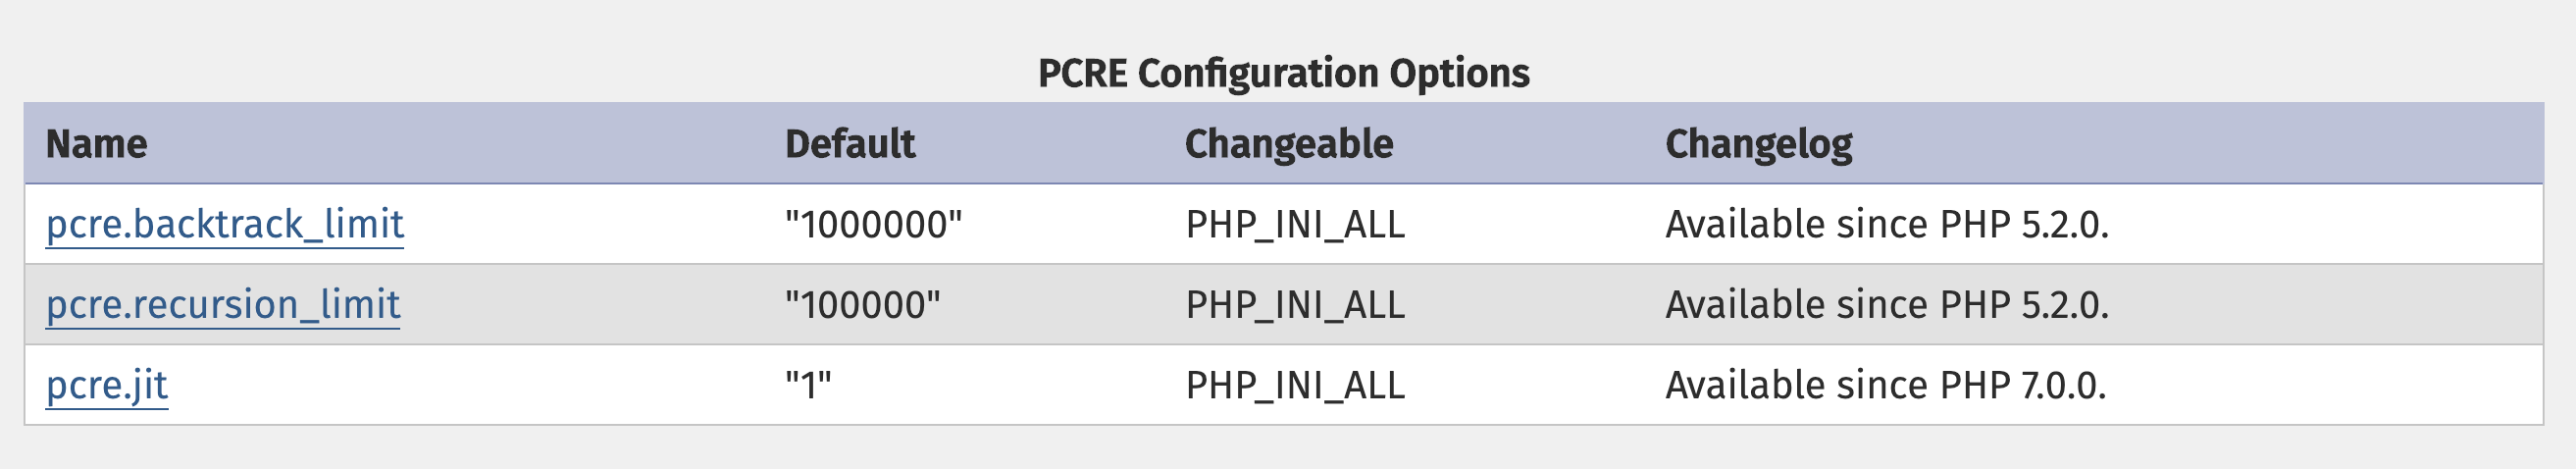 PCRE Configuration Options
Name Default Changeable Changelog
pcre.backtrack_limit "1000000" PHP_INI_ALL Available since PHP 5.2.0.
pcre.recursion_limit "100000" PHP_INI_ALL Available since PHP 5.2.0.
pcre.jit "1" PHP_INI_ALL Available since PHP 7.0.0.